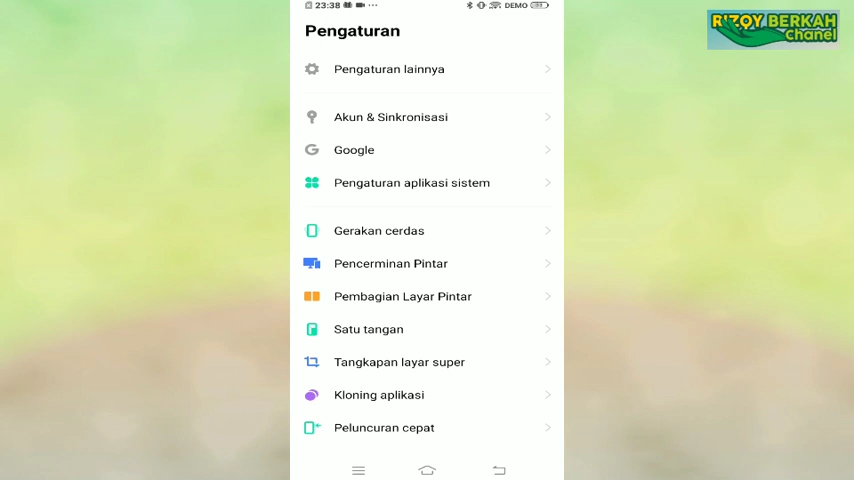 23:38 ... DEMO
RIZQY BERKAH
Chanel
Pengaturan
Pengaturan lainnya
Akun & Sinkronisasi
Google
Pengaturan aplikasi sistem
Gerakan cerdas
Pencerminan Pintar
Pembagian Layar Pintar
Satu tangan
Tangkapan layar super
Kloning aplikasi
Peluncuran cepat